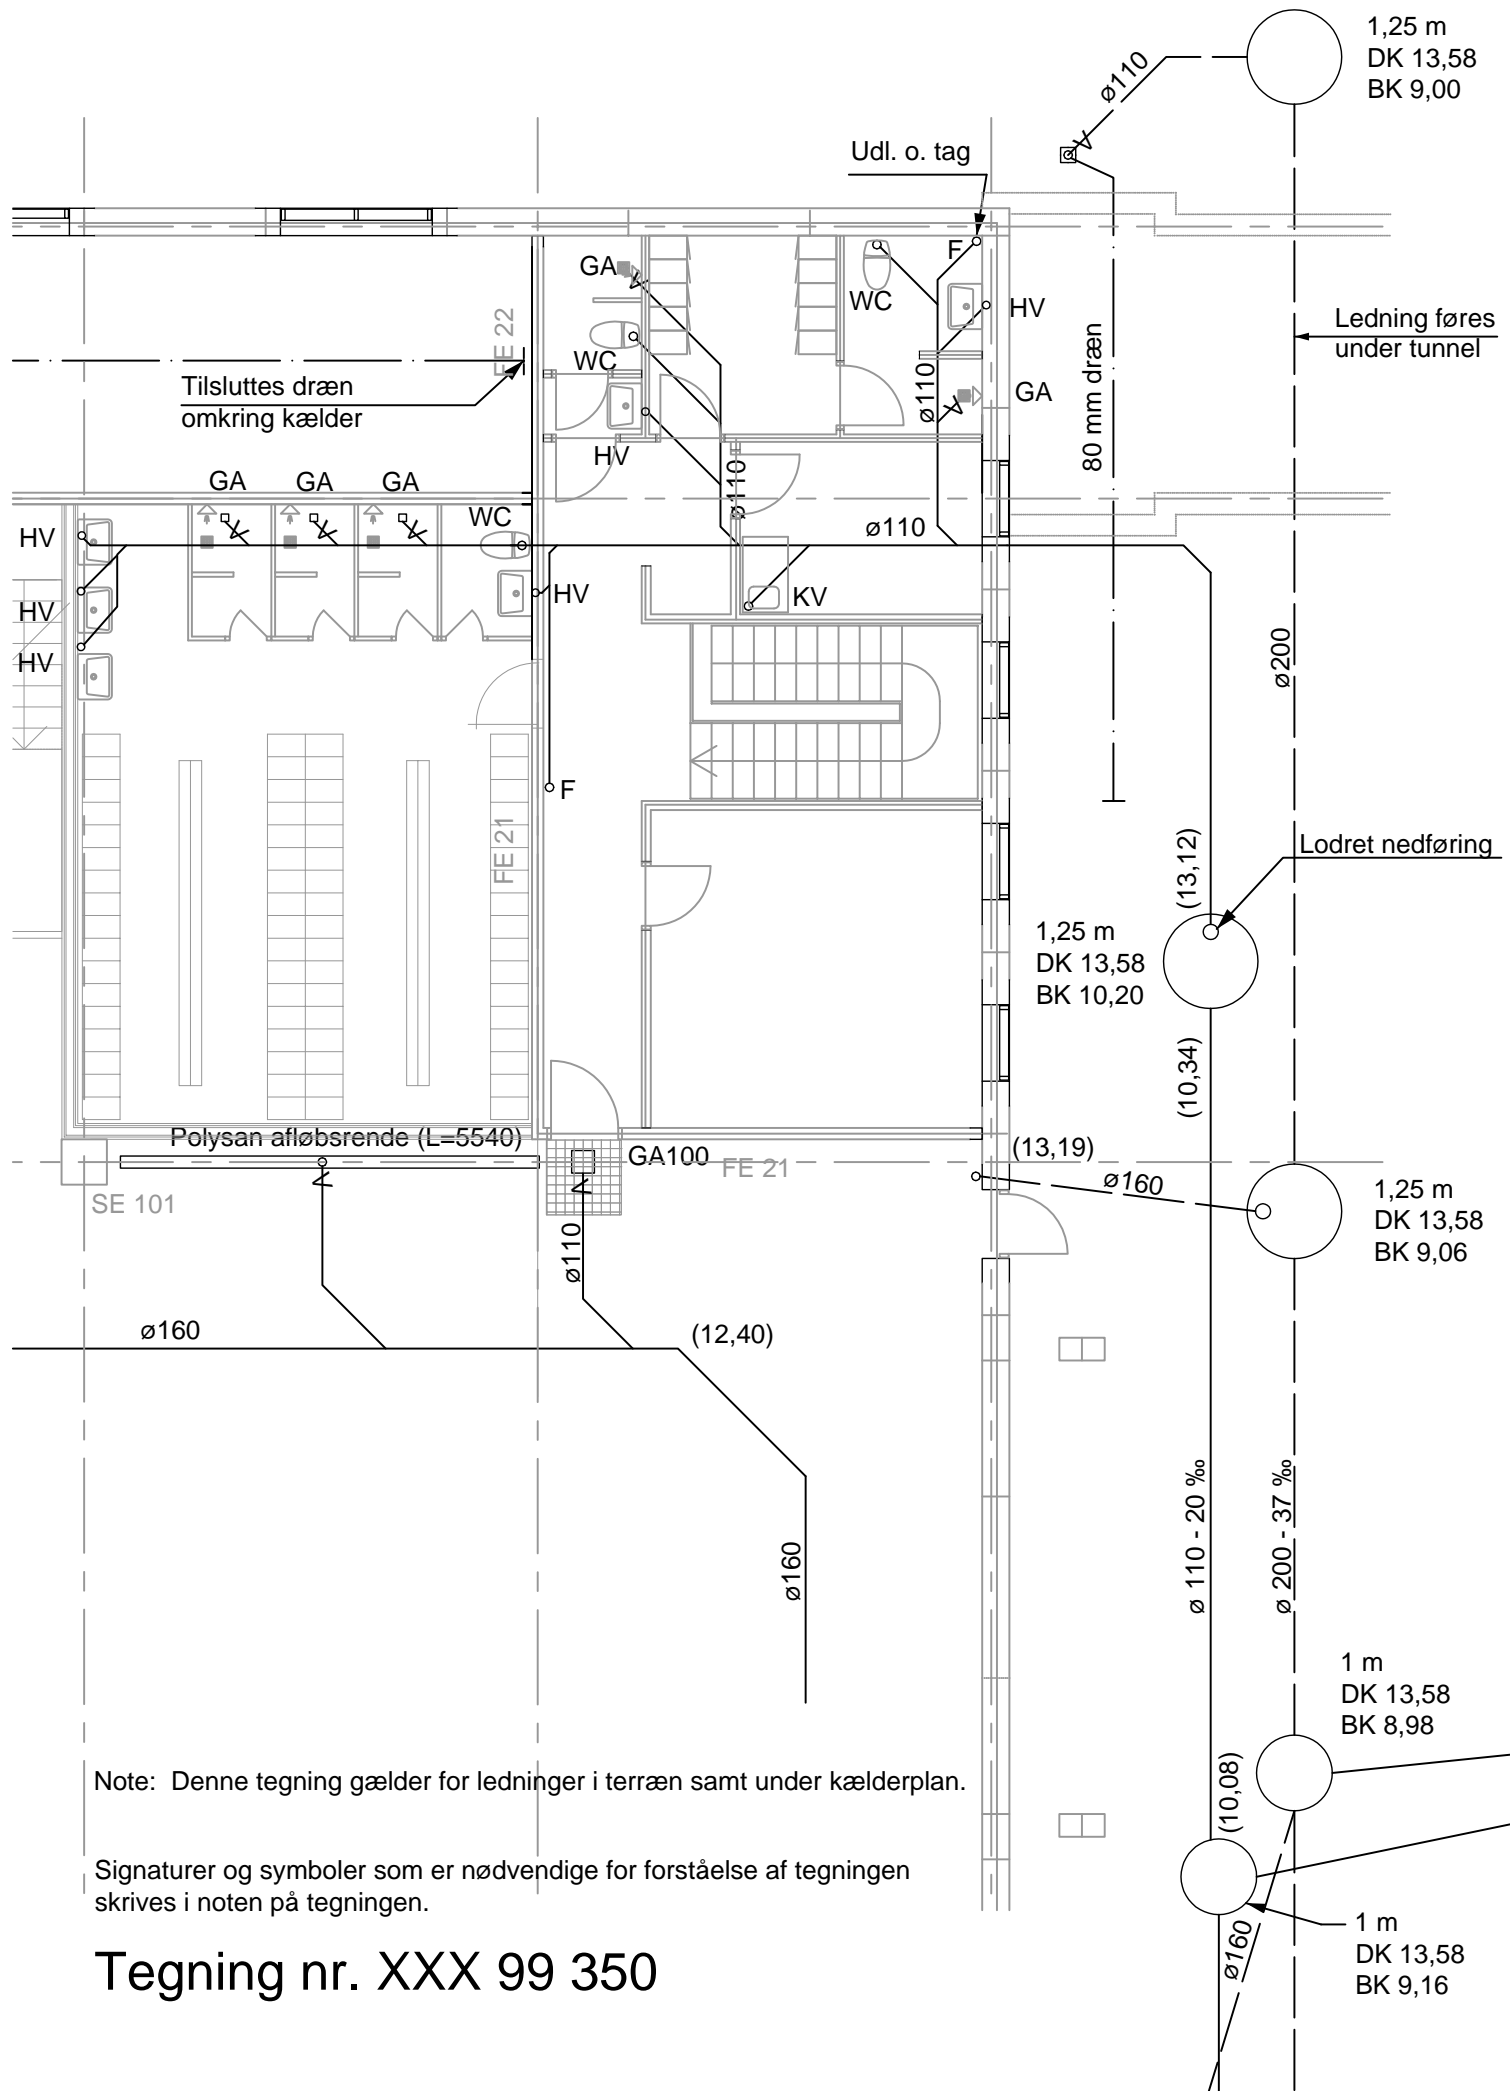 1,25 m
DK 13,58
BK 9,00
ø110
Udl. o. tag
F
GA
WC
HV
FE 22
WC
Ledning føres
under tunnel
Tilsluttes dræn
omkring kælder
80 mm dræn
ø110
GA
HV
ø110
GA
GA
GA
WC
ø110
HV
HV
KV
HV
HV
ø200
F
FE 21
(13,12)
Lodret nedføring
1,25 m
DK 13,58
BK 10,20
(10,34)
Polysan afløbsrende (L=5540)
GA100
FE 21
(13,19)
ø160
SE 101
1,25 m
DK 13,58
BK 9,06
ø110
ø160
(12,40)
ø160
ø 110 - 20 ‰
ø 200 - 37 ‰
1 m
DK 13,58
BK 8,98
(10,08)
Note: Denne tegning gælder for ledninger i terræn samt under kælderplan.
Signaturer og symboler som er nødvendige for forståelse af tegningen
skrives i noten på tegningen.
1 m
DK 13,58
BK 9,16
ø160
Tegning nr. XXX 99 350